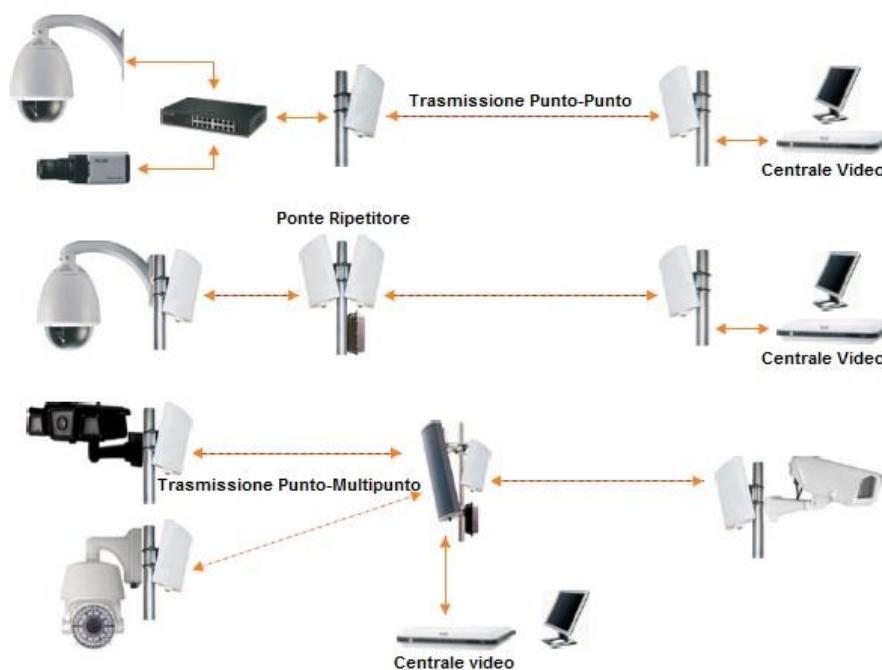 Trasmissione Punto-Punto
Centrale Video
Ponte Ripetitore
Centrale Video
Trasmissione Punto-Multipunto
Centrale video